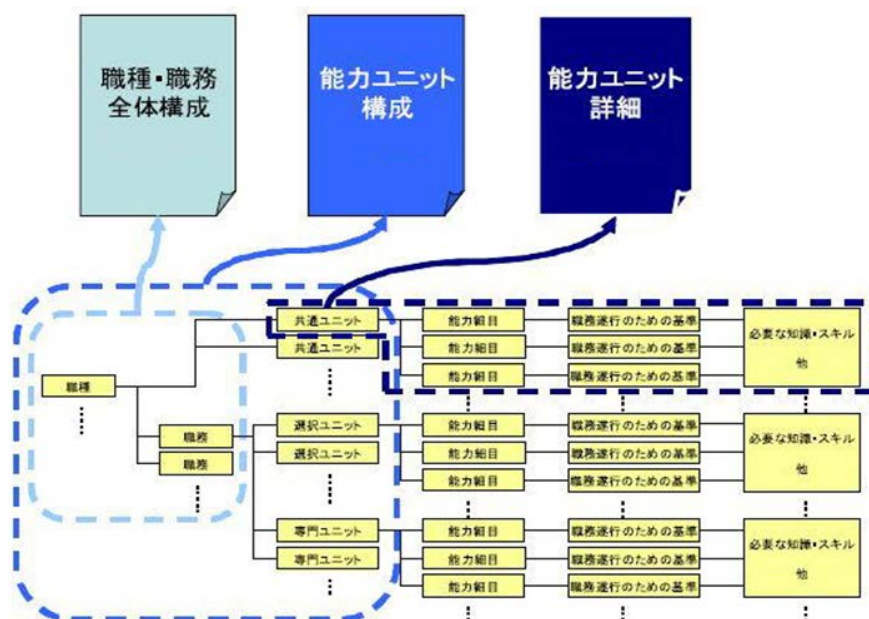 職種・職務
全体構成
能力ユニット
構成
能力ユニット
詳細
共通ユニット
能力細目
職務遂行のための基準
共通ユニット
能力細目
職務遂行のための基準
必要な知識・スキル
他
能力細目
職務遂行のための基準
職種
選択ユニット
能力細目
職務遂行のための基準
職務
選択ユニット
能力細目
職務遂行のための基準
必要な知識・スキル
他
職務
能力細目
職務遂行のための基準
専門ユニット
能力細目
職務遂行のための基準
専門ユニット
能力細目
職務遂行のための基準
必要な知識・スキル
他
能力細目
職務遂行のための基準